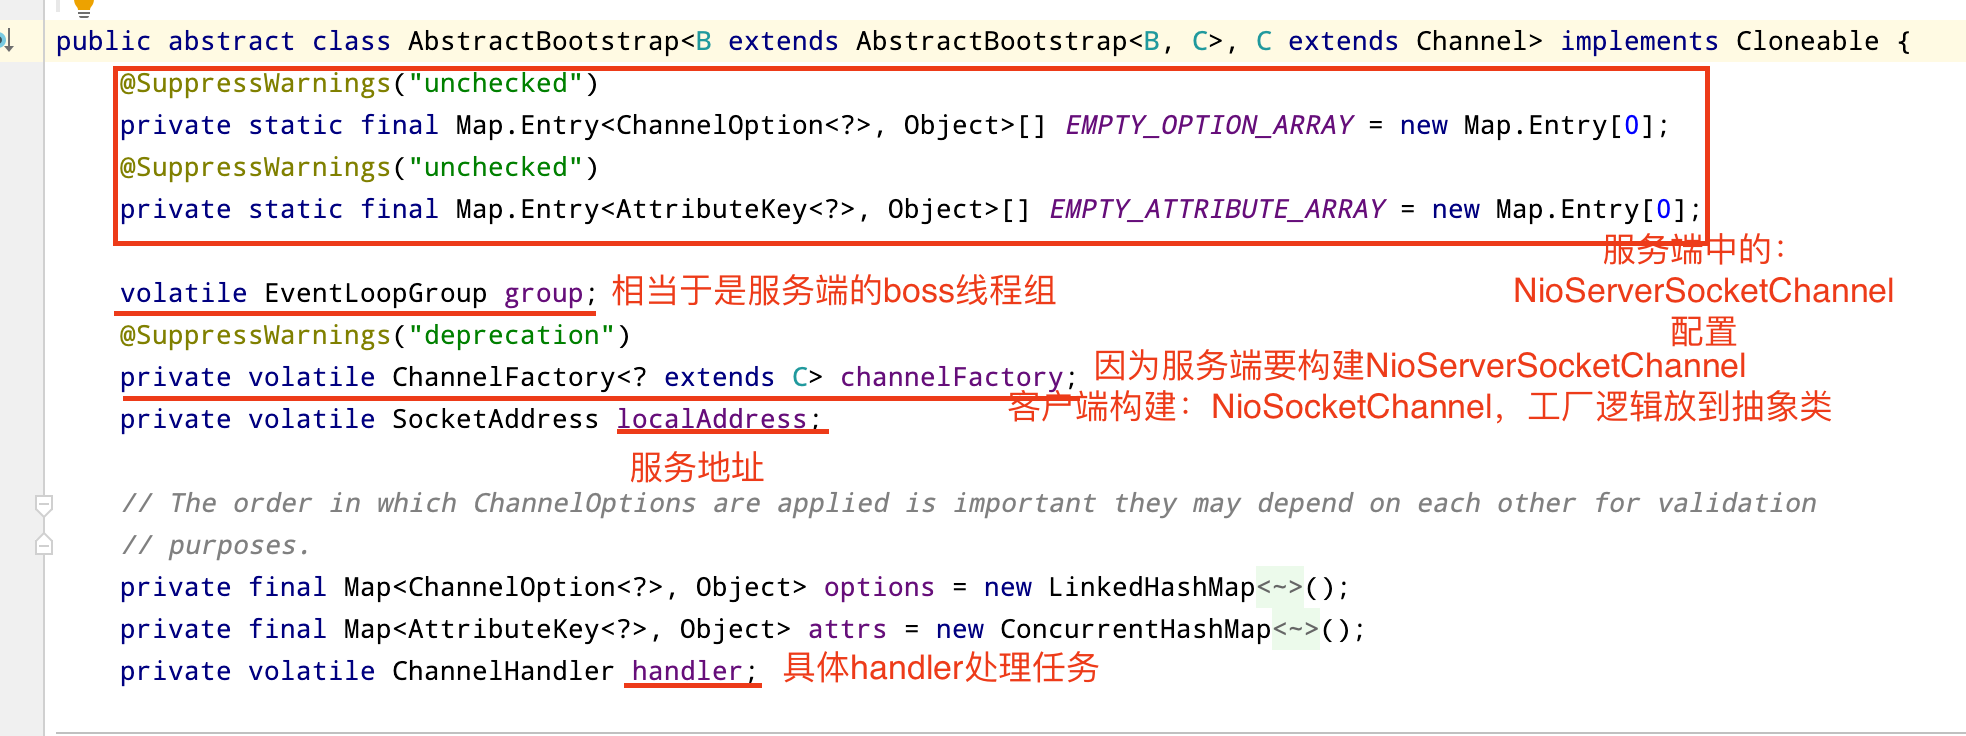 public abstract class AbstractBootstrap<B extends AbstractBootstrap<B, C>, C extends Channel> implements Cloneable {
@SuppressWarnings("unchecked")
private static final Map.Entry<ChannelOption<?>, Object>[] EMPTY_OPTION_ARRAY = new Map.Entry[0];
@SuppressWarnings("unchecked")
private static final Map.Entry<AttributeKey<?>, Object>[] EMPTY_ATTRIBUTE_ARRAY = new Map.Entry[0];
服务端中的：
NioServerSocketChannel
配置
volatile EventLoopGroup group; 相当于是服务端的boss线程组
@SuppressWarnings("deprecation")
private volatile ChannelFactory<? extends C> channelFactory; 因为服务端要构建NioServerSocketChannel
客户端构建：NioSocketChannel，工厂逻辑放到抽象类
private volatile SocketAddress localAddress;
服务地址
// The order in which ChannelOptions are applied is important they may depend on each other for validation
// purposes.
private final Map<ChannelOption<?>, Object> options = new LinkedHashMap<~>();
private final Map<AttributeKey<?>, Object> attrs = new ConcurrentHashMap<~>();
private volatile ChannelHandler handler; 具体handler处理任务